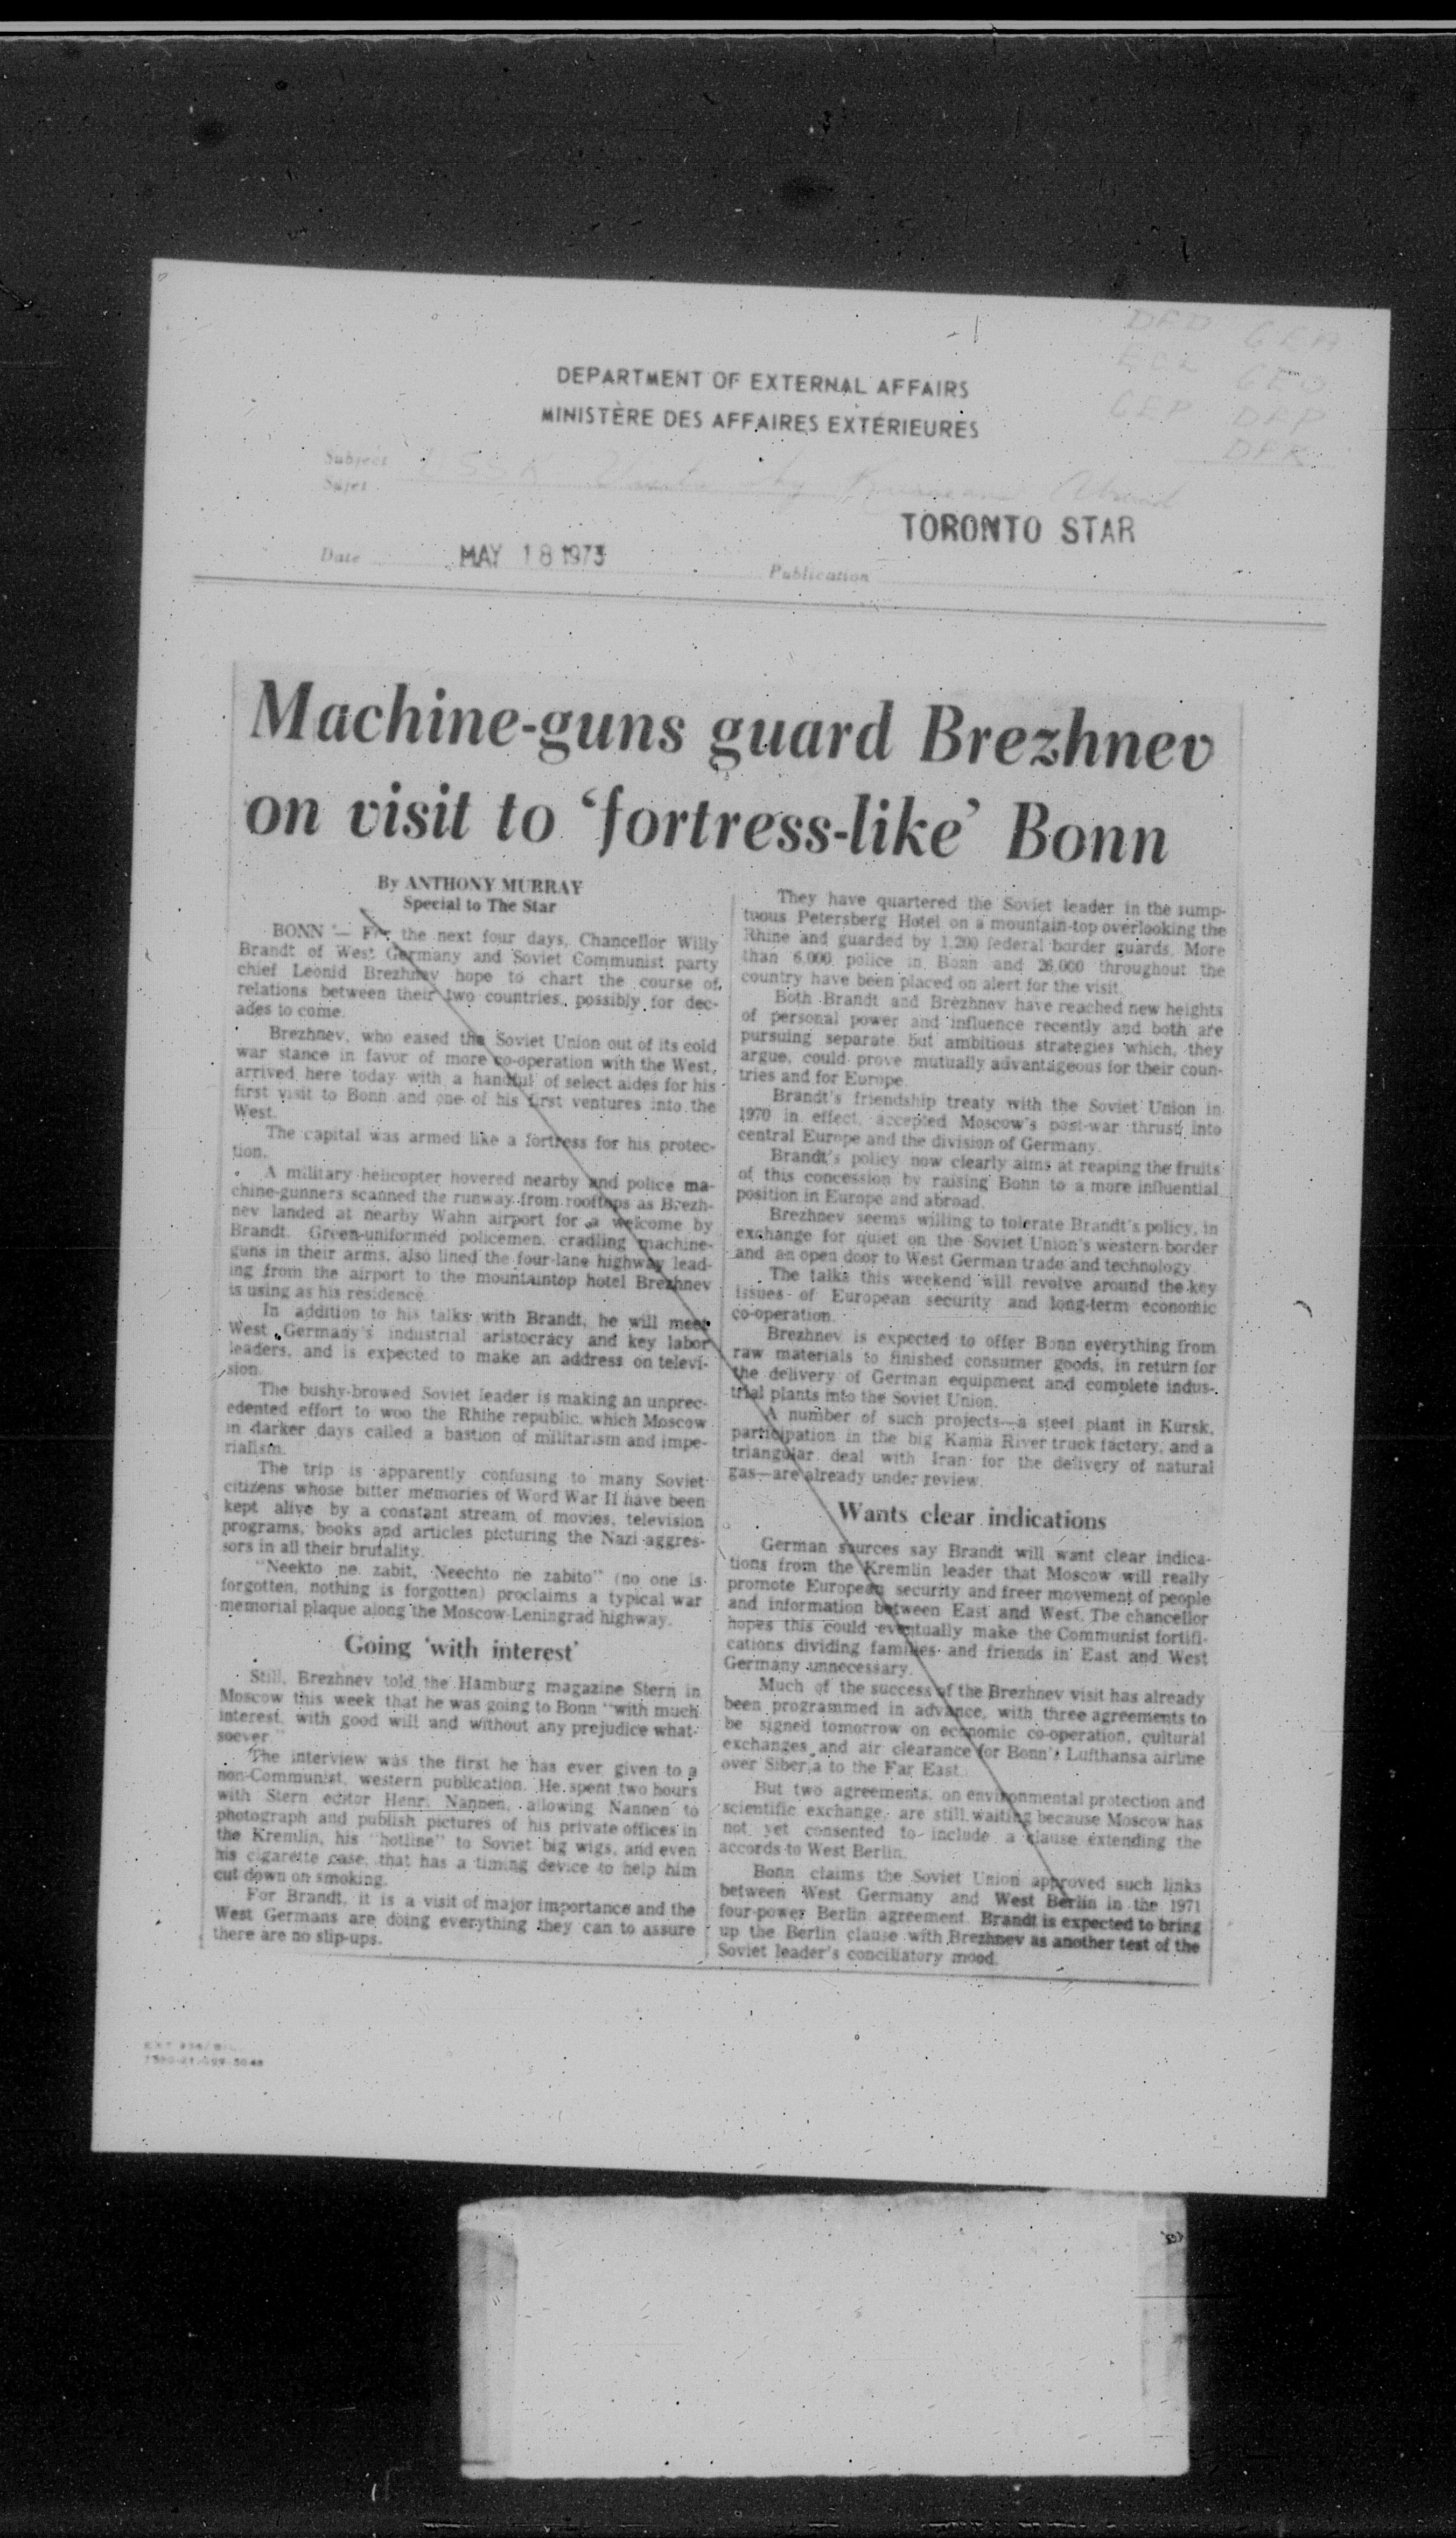 DFD GEA
GEO
GEP DFP
DPR
DEPARTMENT OF EXTERNAL AFFAIRS
MINISTÈRE DES AFFAIRES EXTÉRIEURES
Subject
Sujet
Abroad
TORONTO STAR
Date MAY 18 1973
Publication
Machine-guns guard Brezhnev
on visit to ‘fortress-like’ Bonn
By ANTHONY MURRAY
Special to The Star
BONN — For the next four days, Chancellor Willy
Brandt of West Germany and Soviet Communist party
chief Leonid Brezhnev hope to chart the course of
relations between their two countries, possibly for dec-
ades to come.
Brezhnev, who eased the Soviet Union out of its cold
war stance in favor of more co-operation with the West,
arrived here today with a handful of select aides for his
first visit to Bonn and one of his first ventures into the
West.
The capital was armed like a fortress for his protec-
tion.
A military helicopter hovered nearby and police ma-
chine-gunners scanned the runway from rooftops as Brezh-
nev landed at nearby Wahn airport for a welcome by
Brandt. Green-uniformed policemen, cradling machine-
guns in their arms, also lined the four-lane highway lead-
ing from the airport to the mountaintop hotel Brezhnev
is using as his residence.
In addition to his talks with Brandt, he will meet
West Germany's industrial aristocracy and key labor
leaders, and is expected to make an address on televi-
sion.
The bushy-browed Soviet leader is making an unprec-
edented effort to woo the Rhine republic, which Moscow
in darker days called a bastion of militarism and impe-
rialism.
The trip is apparently confusing to many Soviet
citizens whose bitter memories of Word War II have been
kept alive by a constant stream of movies, television
programs, books and articles picturing the Nazi aggres-
sors in all their brutality.
"Neekto ne zabit, Neechto ne zabito" (no one is
forgotten, nothing is forgotten) proclaims a typical war
memorial plaque along the Moscow-Leningrad highway.
Going ‘with interest’
Still, Brezhnev told the Hamburg magazine Stern in
Moscow this week that he was going to Bonn "with much
interest, with good will and without any prejudice what-
soever."
The interview was the first he has ever given to a
non-Communist, western publication. He spent two hours
with Stern editor Henri Nannen, allowing Nannen to
photograph and publish pictures of his private offices in
the Kremlin, his "hotline" to Soviet big wigs, and even
his cigarette case, that has a timing device to help him
cut down on smoking.
For Brandt, it is a visit of major importance and the
West Germans are doing everything they can to assure
there are no slip-ups.
They have quartered the Soviet leader in the sump-
tuous Petersberg Hotel on a mountain-top overlooking the
Rhine and guarded by 1,200 federal border guards. More
than 6,000 police in Bonn and 26,000 throughout the
country have been placed on alert for the visit.
Both Brandt and Brezhnev have reached new heights
of personal power and influence recently and both are
pursuing separate but ambitious strategies which, they
argue, could prove mutually advantageous for their coun-
tries and for Europe.
Brandt's friendship treaty with the Soviet Union in
1970 in effect, accepted Moscow's post-war thrust into
central Europe and the division of Germany.
Brandt's policy now clearly aims at reaping the fruits
of this concession by raising Bonn to a more influential
position in Europe and abroad.
Brezhnev seems willing to tolerate Brandt's policy, in
exchange for quiet on the Soviet Union's western border
and an open door to West German trade and technology.
The talks this weekend will revolve around the key
issues of European security and long-term economic
co-operation.
Brezhnev is expected to offer Bonn everything from
raw materials to finished consumer goods, in return for
the delivery of German equipment and complete indus-
trial plants into the Soviet Union.
A number of such projects—a steel plant in Kursk,
participation in the big Kama River truck factory, and a
triangular deal with Iran for the delivery of natural
gas—are already under review.
Wants clear indications
German sources say Brandt will want clear indica-
tions from the Kremlin leader that Moscow will really
promote European security and freer movement of people
and information between East and West. The chancellor
hopes this could eventually make the Communist fortifi-
cations dividing families and friends in East and West
Germany unnecessary.
Much of the success of the Brezhnev visit has already
been programmed in advance, with three agreements to
be signed tomorrow on economic co-operation, cultural
exchanges and air clearance for Bonn's Lufthansa airline
over Siberia to the Far East.
But two agreements, on environmental protection and
scientific exchange, are still waiting because Moscow has
not yet consented to include a clause extending the
accords to West Berlin.
Bonn claims the Soviet Union approved such links
between West Germany and West Berlin in the 1971
four-power Berlin agreement. Brandt is expected to bring
up the Berlin clause with Brezhnev as another test of the
Soviet leader's conciliatory mood.